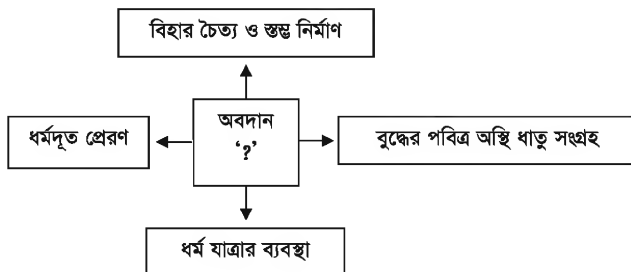 বিহার চৈত্য ও স্তম্ভ নির্মাণ
ধর্মদূত প্রেরণ
অবদান
‘?’
বুদ্ধের পবিত্র অস্থি ধাতু সংগ্রহ
ধর্ম যাত্রার ব্যবস্থা